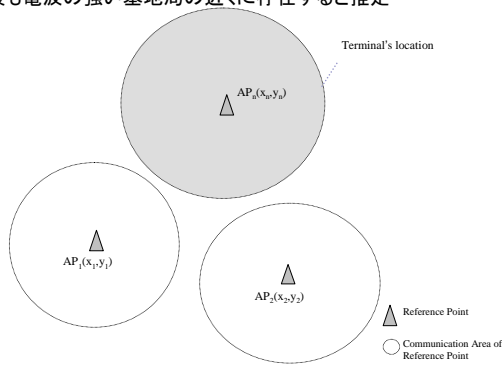 も電波の強い基地局の近くに存在すると推定
Terminal's location
APn(xn,yn)
AP1(x1,y1)
AP2(x2,y2)
Reference Point
Communication Area of
Reference Point